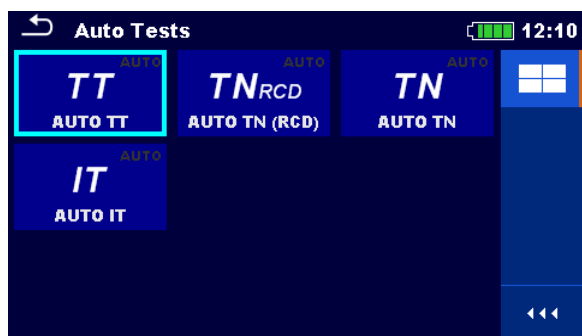 Auto Tests 12:10
AUTO AUTO AUTO
TT TNRCD TN
AUTO TT AUTO TN (RCD) AUTO TN
AUTO
IT
AUTO IT